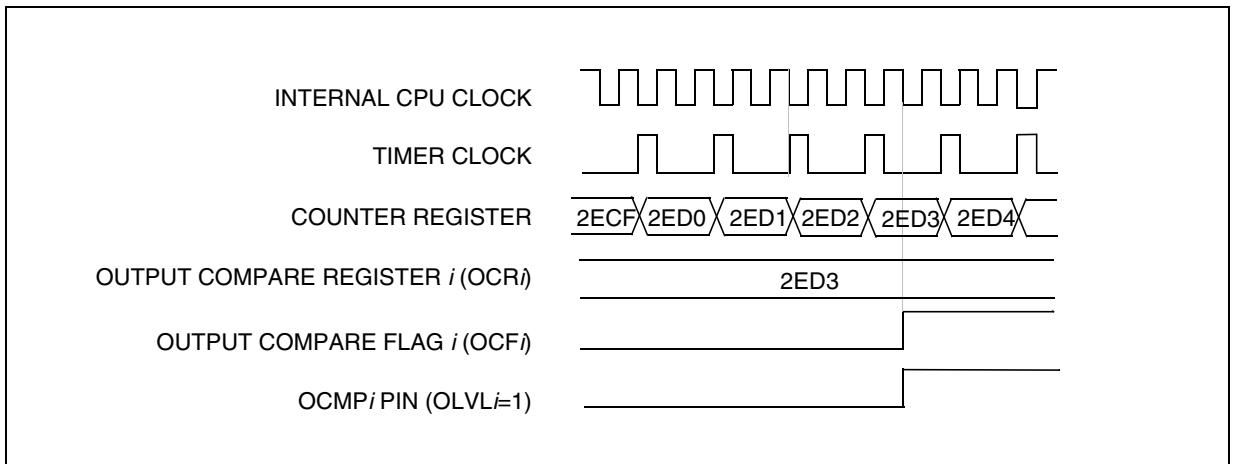 INTERNAL CPU CLOCK
TIMER CLOCK
COUNTER REGISTER 2ECF 2ED0 2ED1 2ED2 2ED3 2ED4
OUTPUT COMPARE REGISTER i (OCRi) 2ED3
OUTPUT COMPARE FLAG i (OCFi)
OCMPi PIN (OLVLi=1)